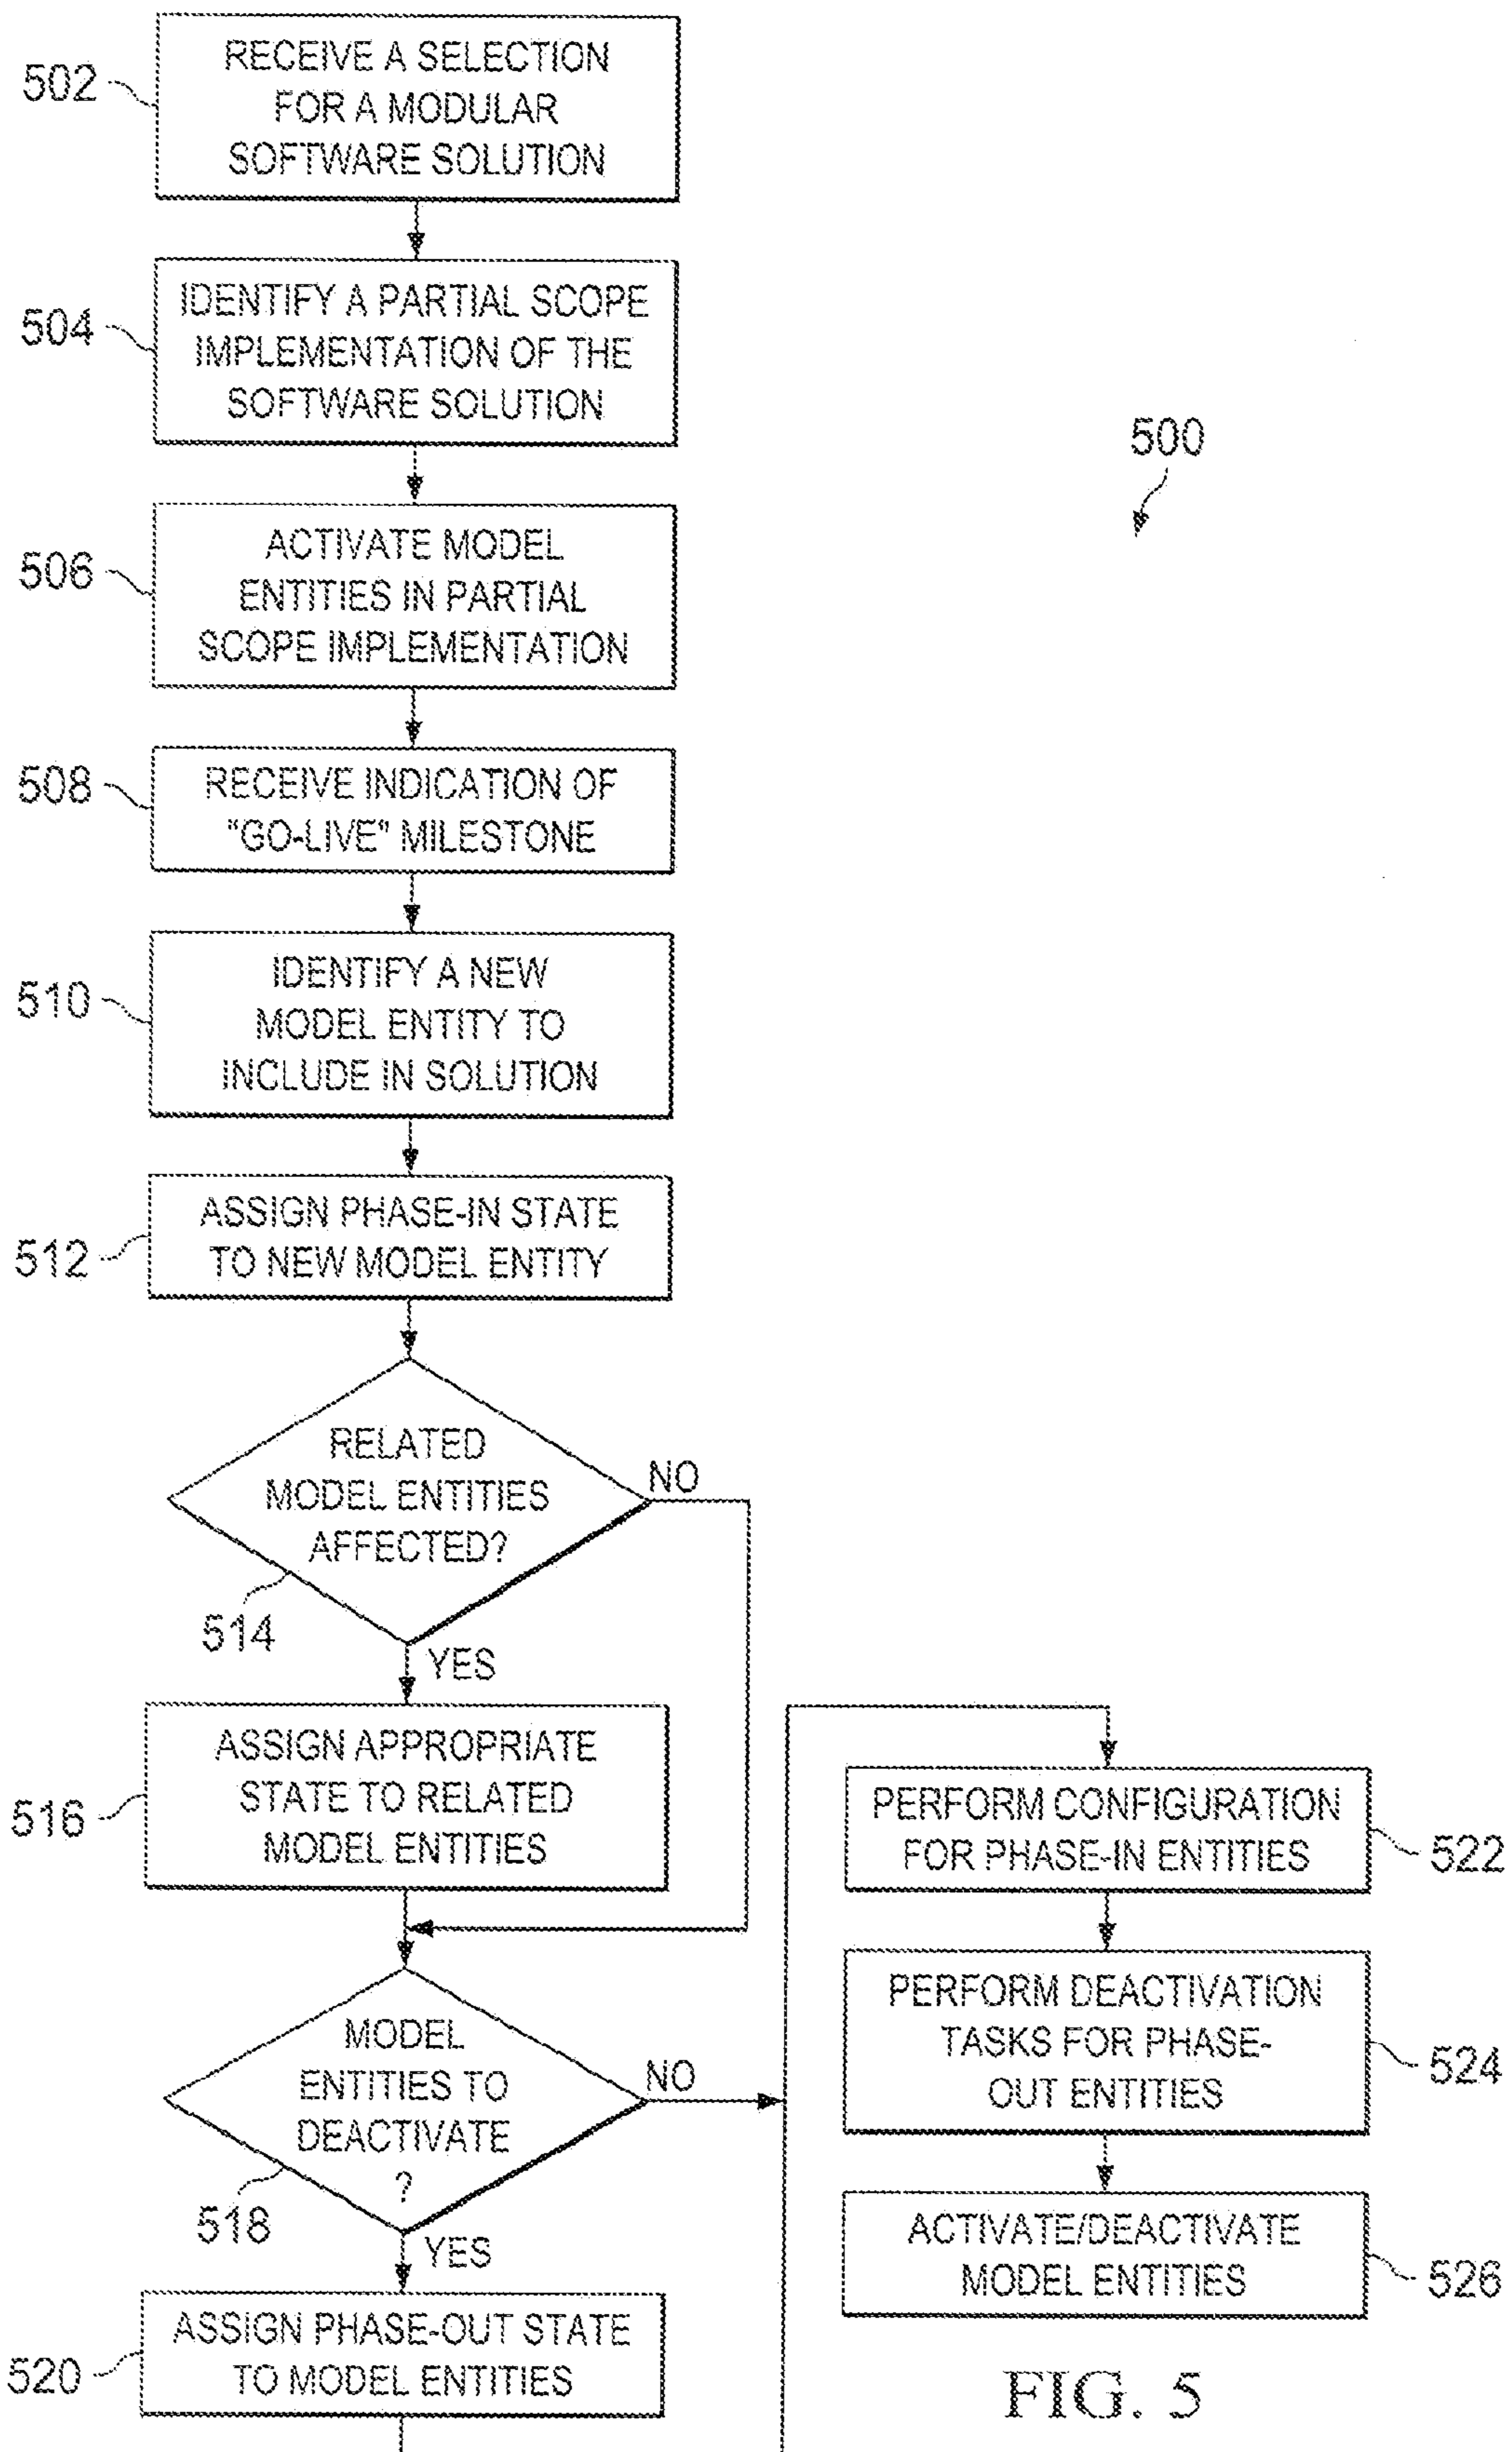 502
RECEIVE A SELECTION
FOR A MODULAR
SOFTWARE SOLUTION
504
IDENTIFY A PARTIAL SCOPE
IMPLEMENTATION OF THE
SOFTWARE SOLUTION
500
506
ACTIVATE MODEL
ENTITIES IN PARTIAL
SCOPE IMPLEMENTATION
508
RECEIVE INDICATION OF
"GO-LIVE" MILESTONE
510
IDENTIFY A NEW
MODEL ENTITY TO
INCLUDE IN SOLUTION
512
ASSIGN PHASE-IN STATE
TO NEW MODEL ENTITY
RELATED
MODEL ENTITIES
AFFECTED?
NO
514
YES
516
ASSIGN APPROPRIATE
STATE TO RELATED
MODEL ENTITIES
MODEL
ENTITIES TO
DEACTIVATE
?
NO
518
YES
520
ASSIGN PHASE-OUT STATE
TO MODEL ENTITIES
PERFORM CONFIGURATION
FOR PHASE-IN ENTITIES
522
PERFORM DEACTIVATION
TASKS FOR PHASE-
OUT ENTITIES
524
ACTIVATE/DEACTIVATE
MODEL ENTITIES
526
FIG. 5